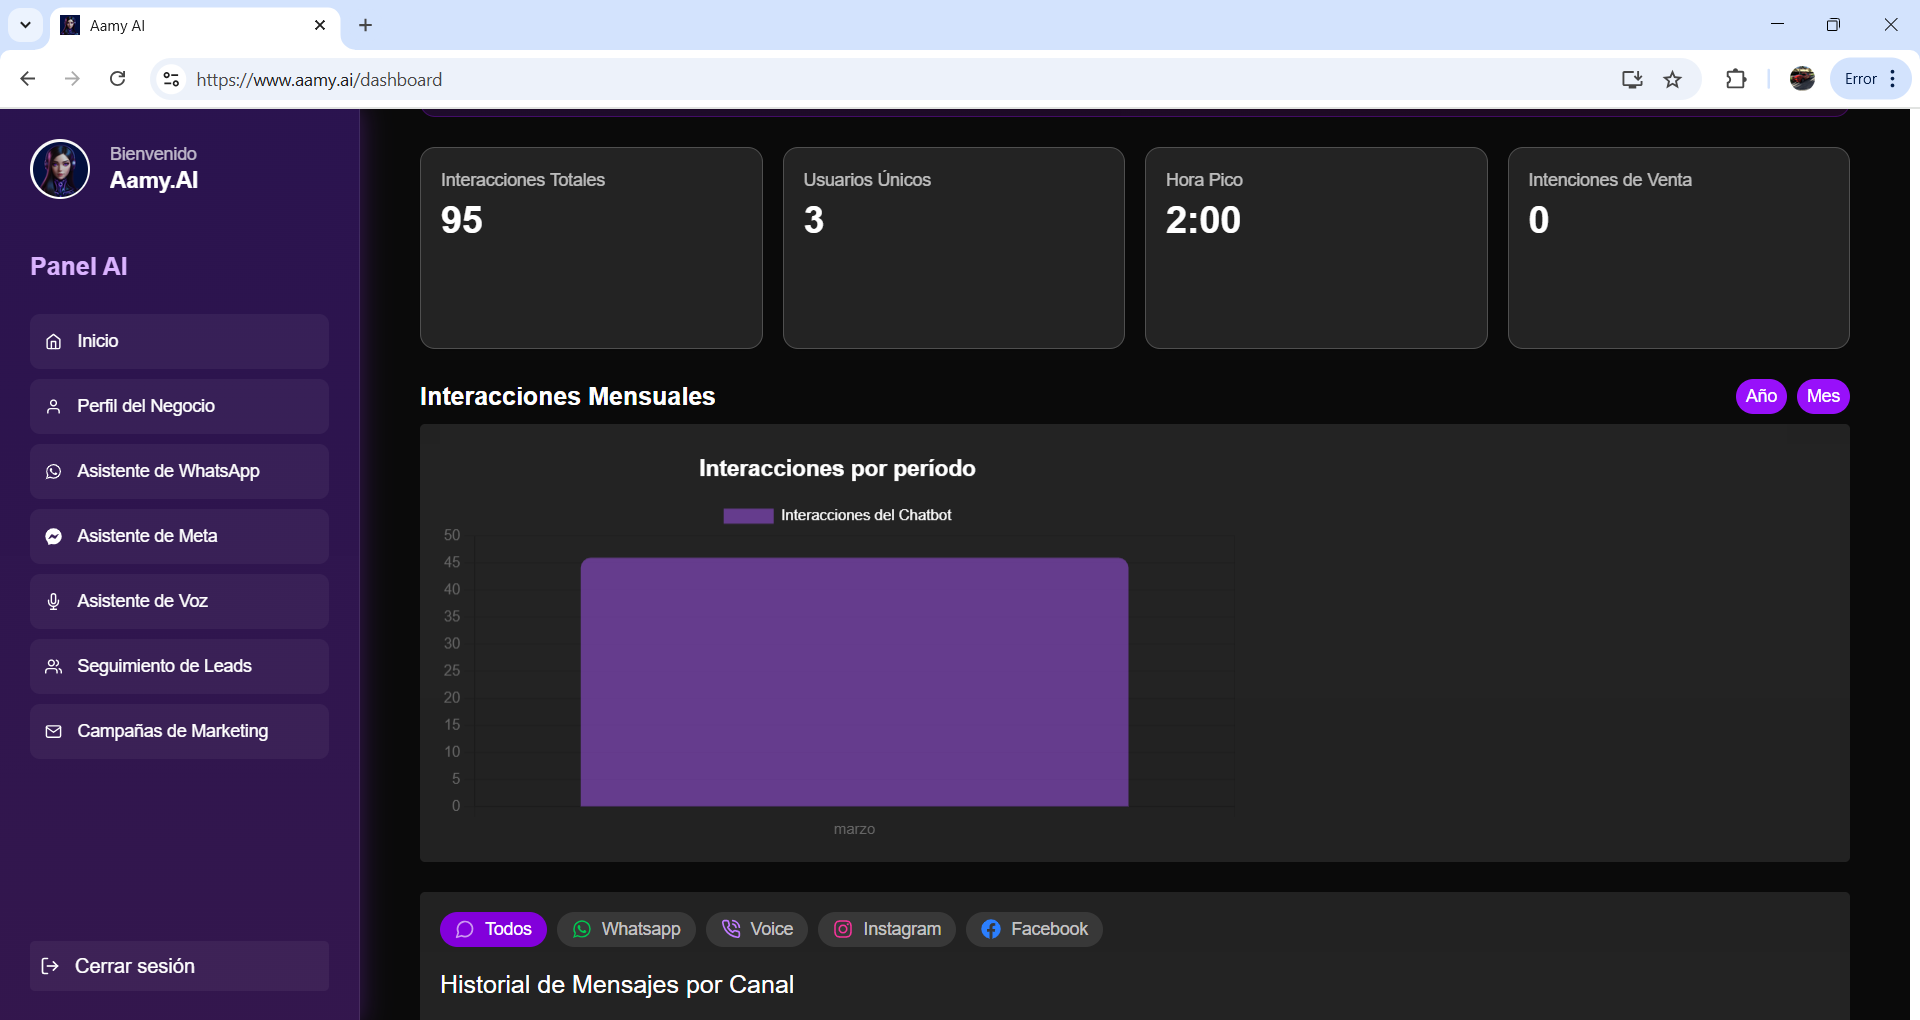 Aamy AI
https://www.aamy.ai/dashboard
Error
Bienvenido
Aamy.AI
Panel AI
Inicio
Perfil del Negocio
Asistente de WhatsApp
Asistente de Meta
Asistente de Voz
Seguimiento de Leads
Campañas de Marketing
Cerrar sesión
Interacciones Totales
95
Usuarios Únicos
3
Hora Pico
2:00
Intenciones de Venta
0
Interacciones Mensuales
Año
Mes
Interacciones por período
Interacciones del Chatbot
50
45
40
35
30
25
20
15
10
5
0
marzo
Todos
Whatsapp
Voice
Instagram
Facebook
Historial de Mensajes por Canal